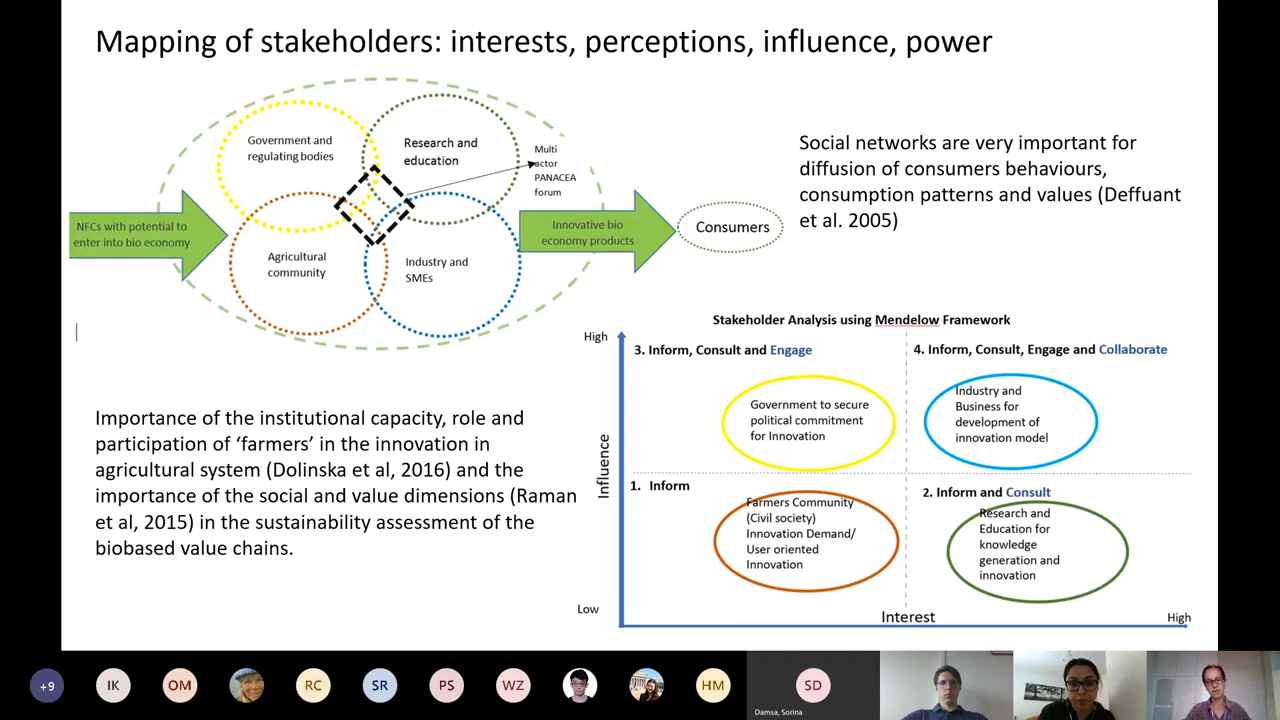 Mapping of stakeholders: interests, perceptions, influence, power
Government and
regulating bodies
Research and
education
Multi
actor
PANACEA
forum
NFCs with potential to
enter into bio economy
Innovative bio
economy products
Consumers
Agricultural
community
Industry and
SMEs
Social networks are very important for
diffusion of consumers behaviours,
consumption patterns and values (Deffuant
et al. 2005)
Importance of the institutional capacity, role and
participation of ‘farmers’ in the innovation in
agricultural system (Dolinska et al, 2016) and the
importance of the social and value dimensions (Raman
et al, 2015) in the sustainability assessment of the
biobased value chains.
Stakeholder Analysis using Mendelow Framework
High
3. Inform, Consult and Engage
4. Inform, Consult, Engage and Collaborate
Government to secure
political commitment
for Innovation
Industry and
Business for
development of
innovation model
Influence
1. Inform
2. Inform and Consult
Farmers Community
(Civil society)
Innovation Demand/
User oriented
Innovation
Research and
Education for
knowledge
generation and
innovation
Low
Interest
High
+9
IK
OM
RC
SR
PS
WZ
HM
SD
Damsa, Sorina